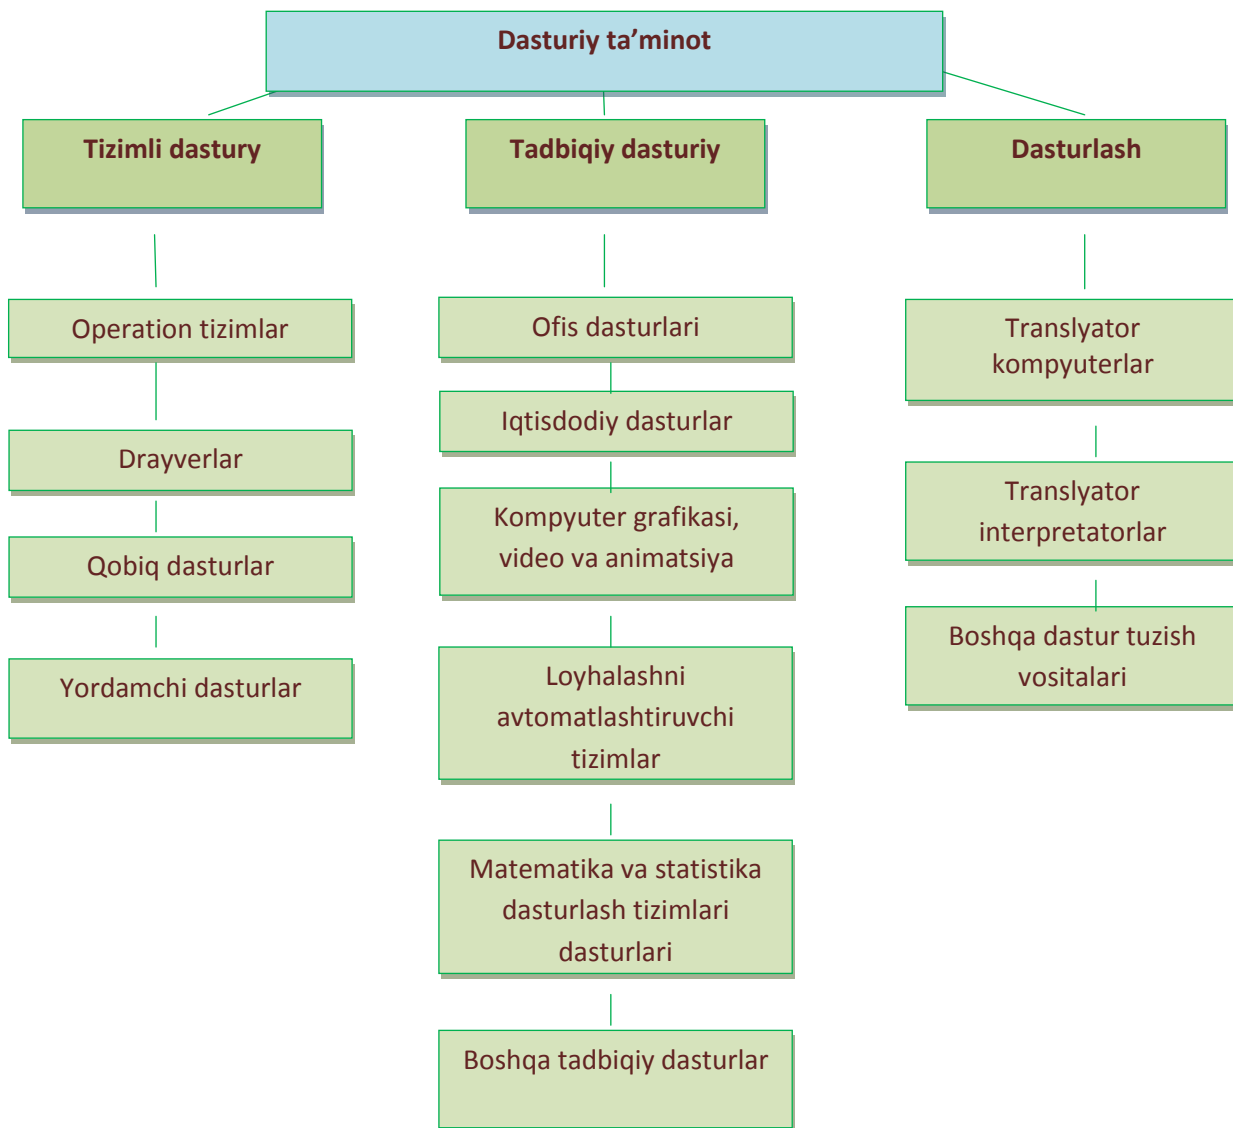 Dasturiy ta’minot
Tizimli dastury
Tadbiqiy dasturiy
Dasturlash
Operation tizimlar
Drayverlar
Qobiq dasturlar
Yordamchi dasturlar
Ofis dasturlari
Iqtisdodiy dasturlar
Kompyuter grafikasi,
video va animatsiya
Loyhalashni
avtomatlashtiruvchi
tizimlar
Matematika va statistika
dasturlash tizimlari
dasturlari
Boshqa tadbiqiy dasturlar
Translyator
kompyuterlar
Translyator
interpretatorlar
Boshqa dastur tuzish
vositalari